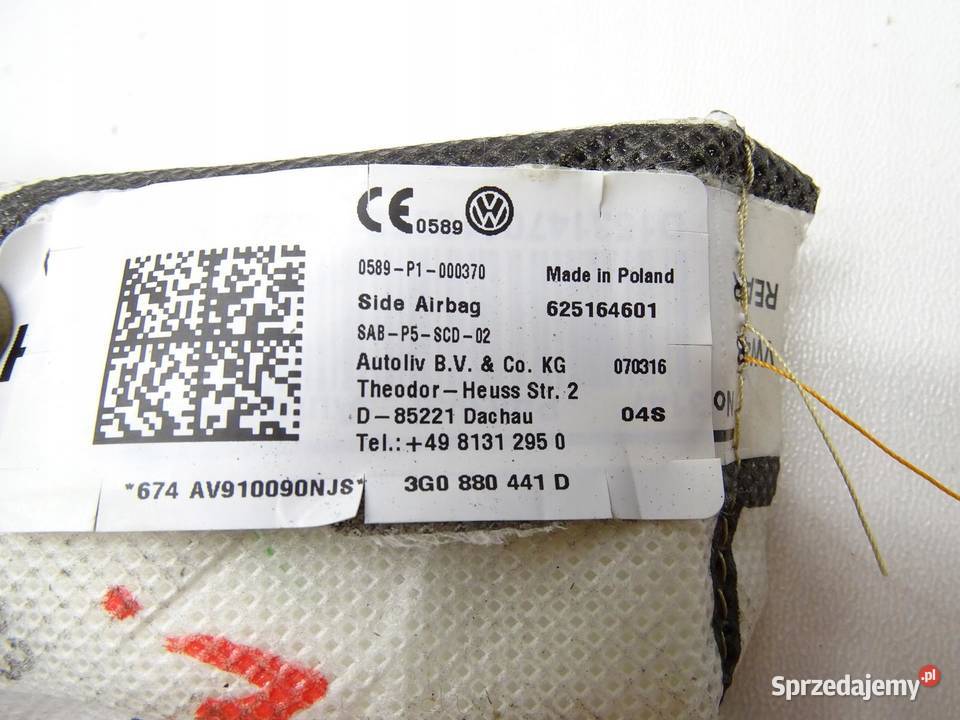 CE 0589
0589-P1-000370 Made in Poland
Side Airbag 625164601
SAB-P5-SCD-02
Autoliv B.V. & Co. KG 070316
Theodor-Heuss Str. 2
D-85221 Dachau 04S
Tel.: +49 8131 295 0
*674 AV910090NJS* 3G0 880 441 D
REAR
No
Sprzedajemy.pl